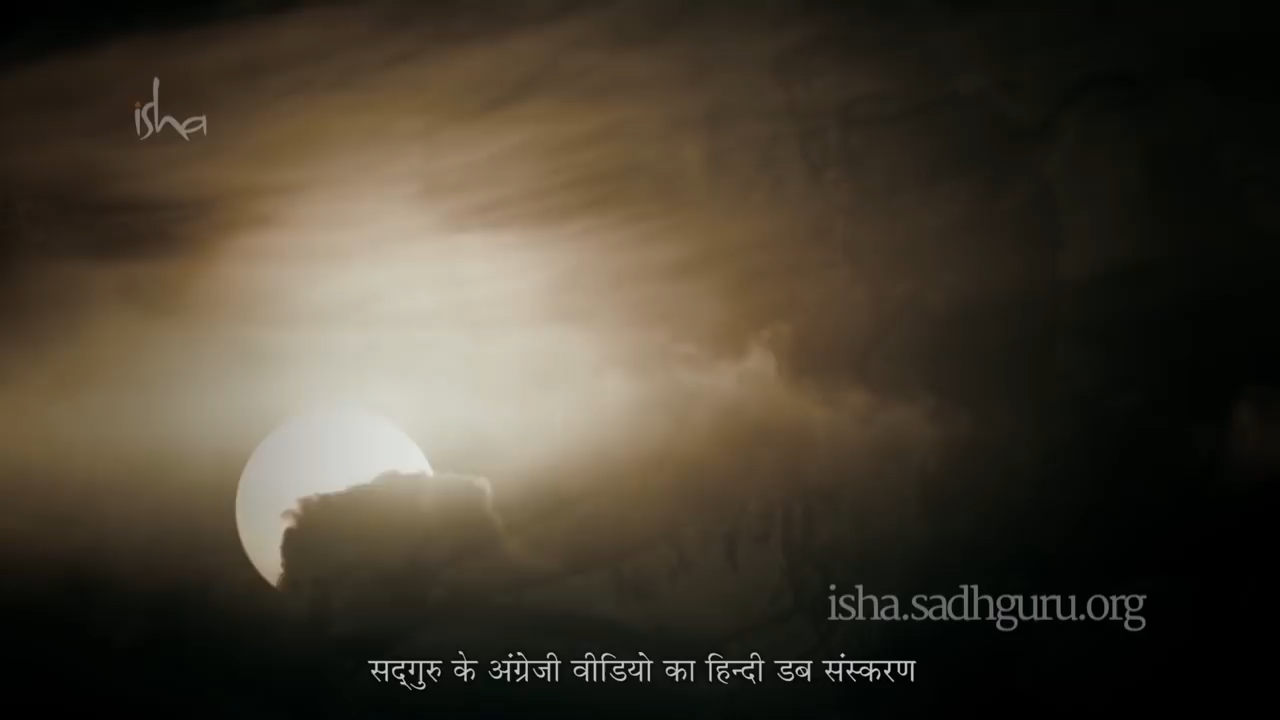 isha
isha.sadhguru.org
सद्गुरु के अंग्रेजी वीडियो का हिन्दी डब संस्करण